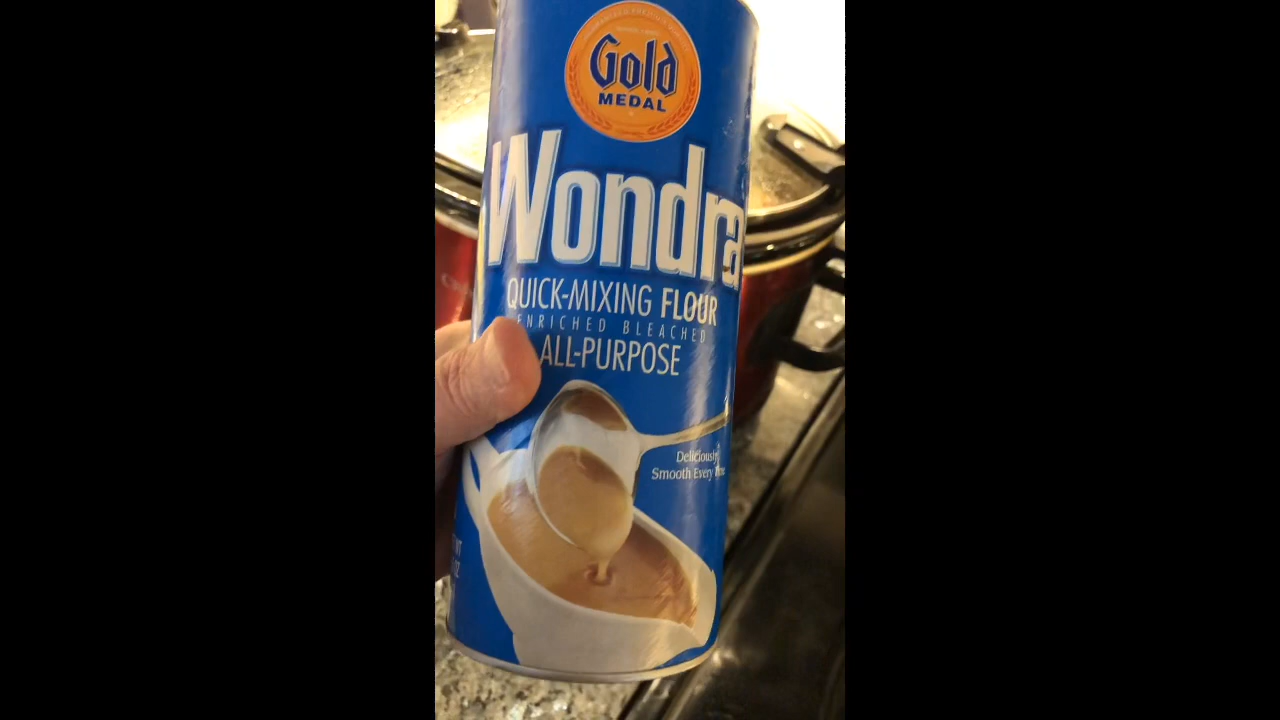 Gold
MEDAL
Wondra
QUICK-MIXING FLOUR
ENRICHED BLEACHED
ALL-PURPOSE
Deliciously
Smooth Every